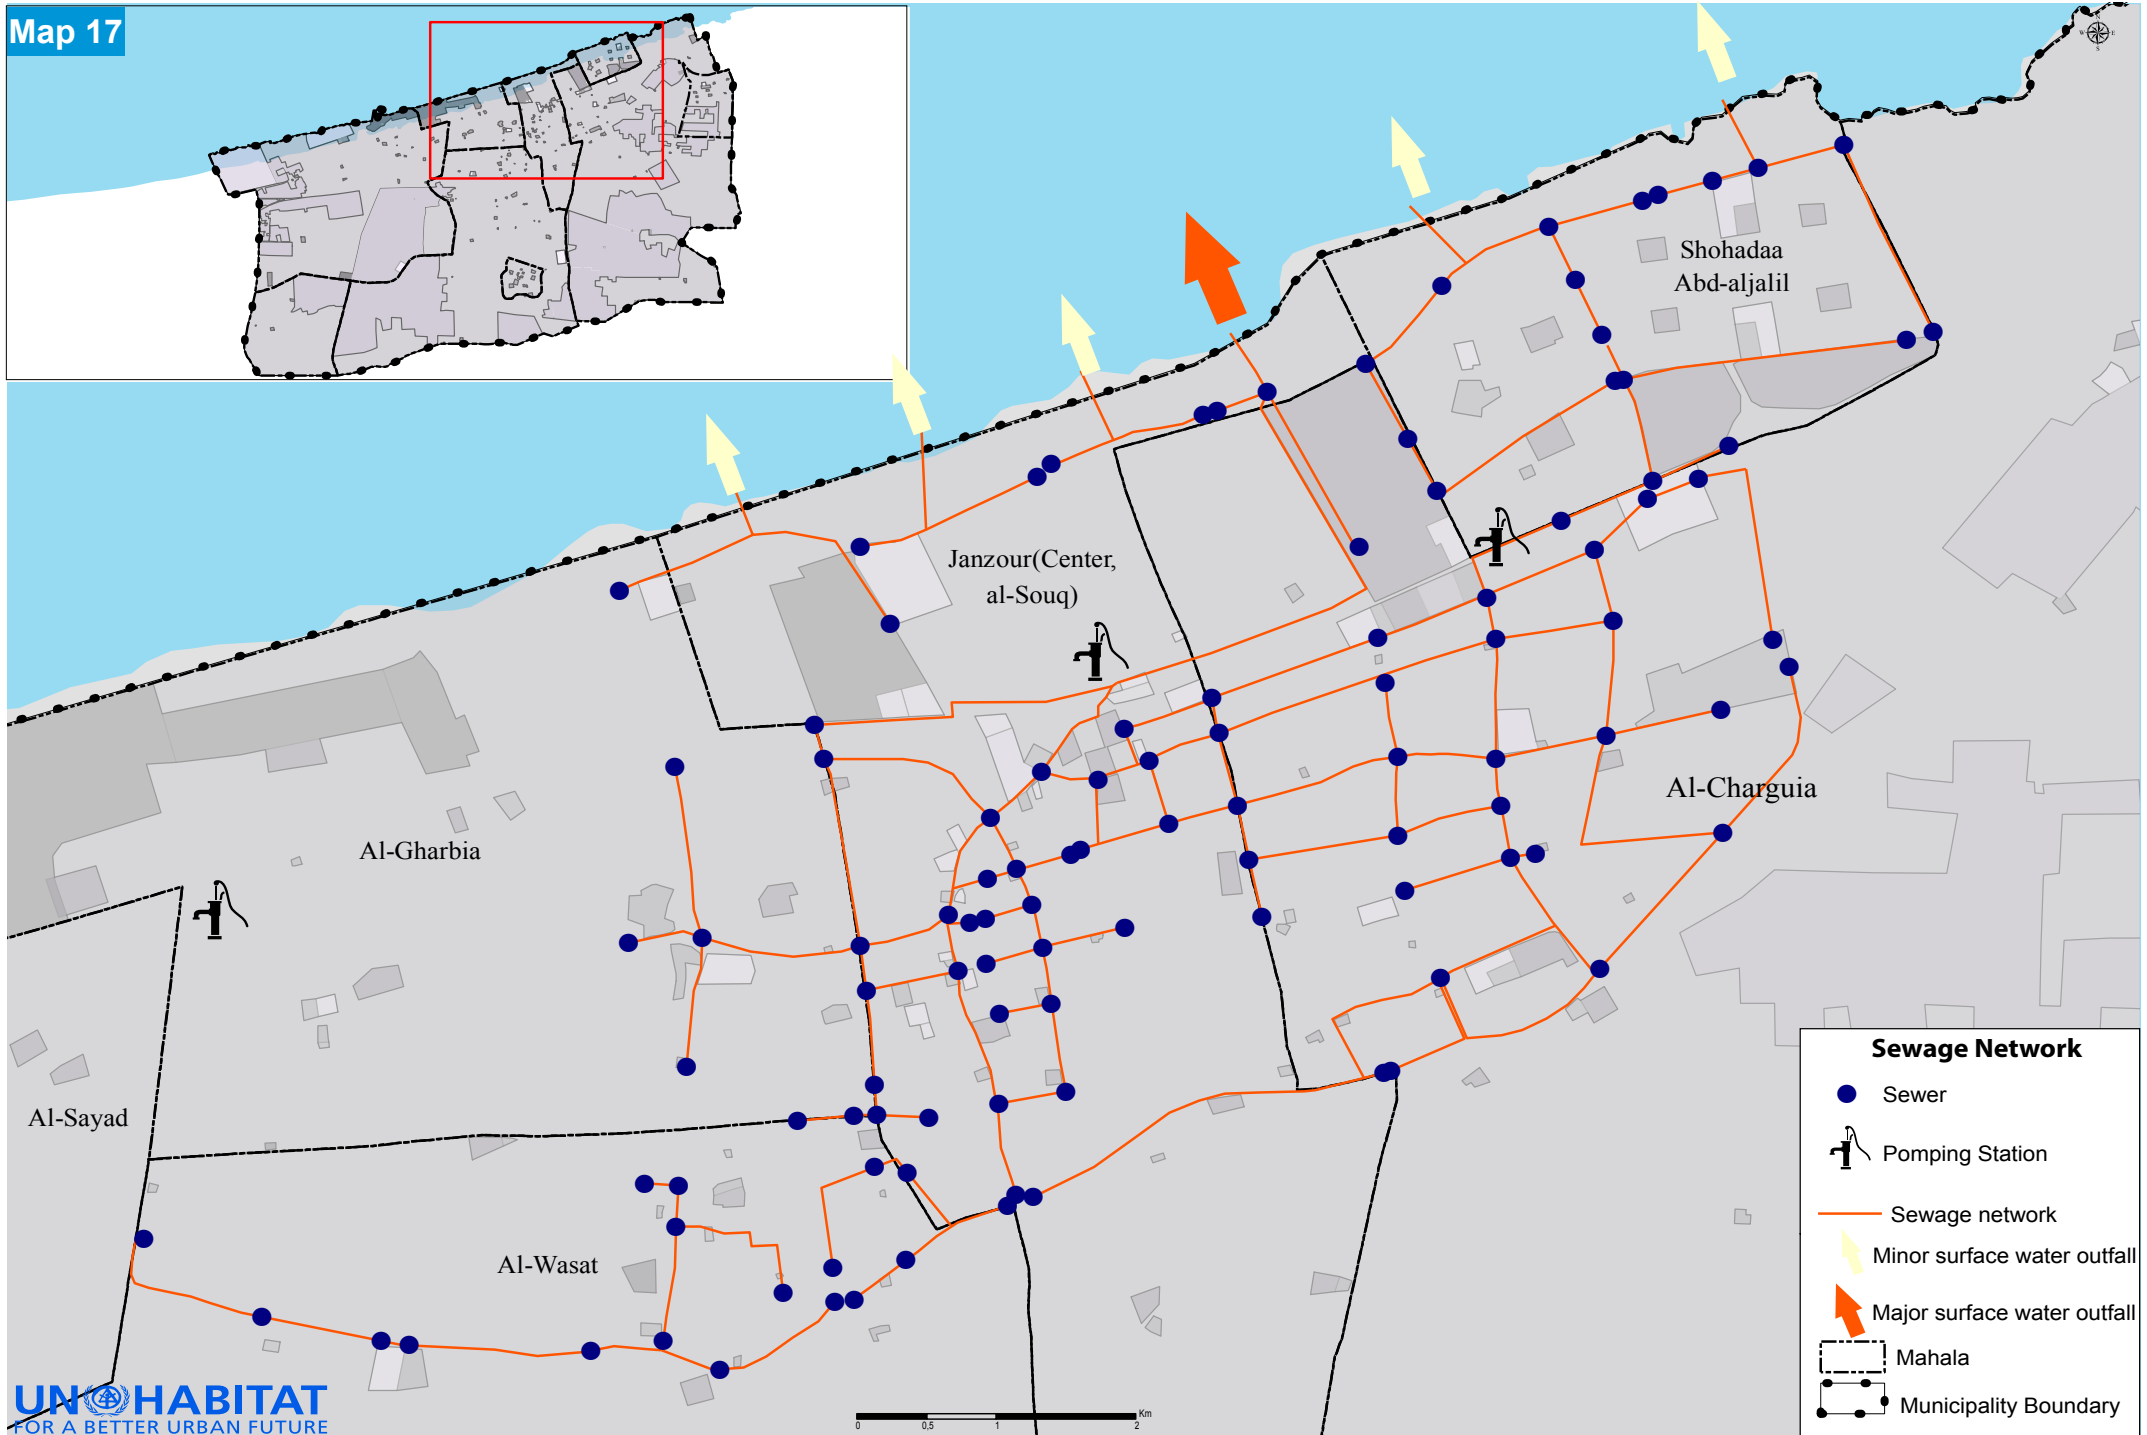 Map 17
N
W
E
S
Shohadaa
Abd-aljalil
Janzour(Center,
al-Souq)
Al-Charguia
Al-Gharbia
Al-Sayad
Al-Wasat
Sewage Network
Sewer
Pomping Station
Sewage network
Minor surface water outfall
Major surface water outfall
Mahala
Municipality Boundary
UN HABITAT
FOR A BETTER URBAN FUTURE
Km
0 0,5 1 2